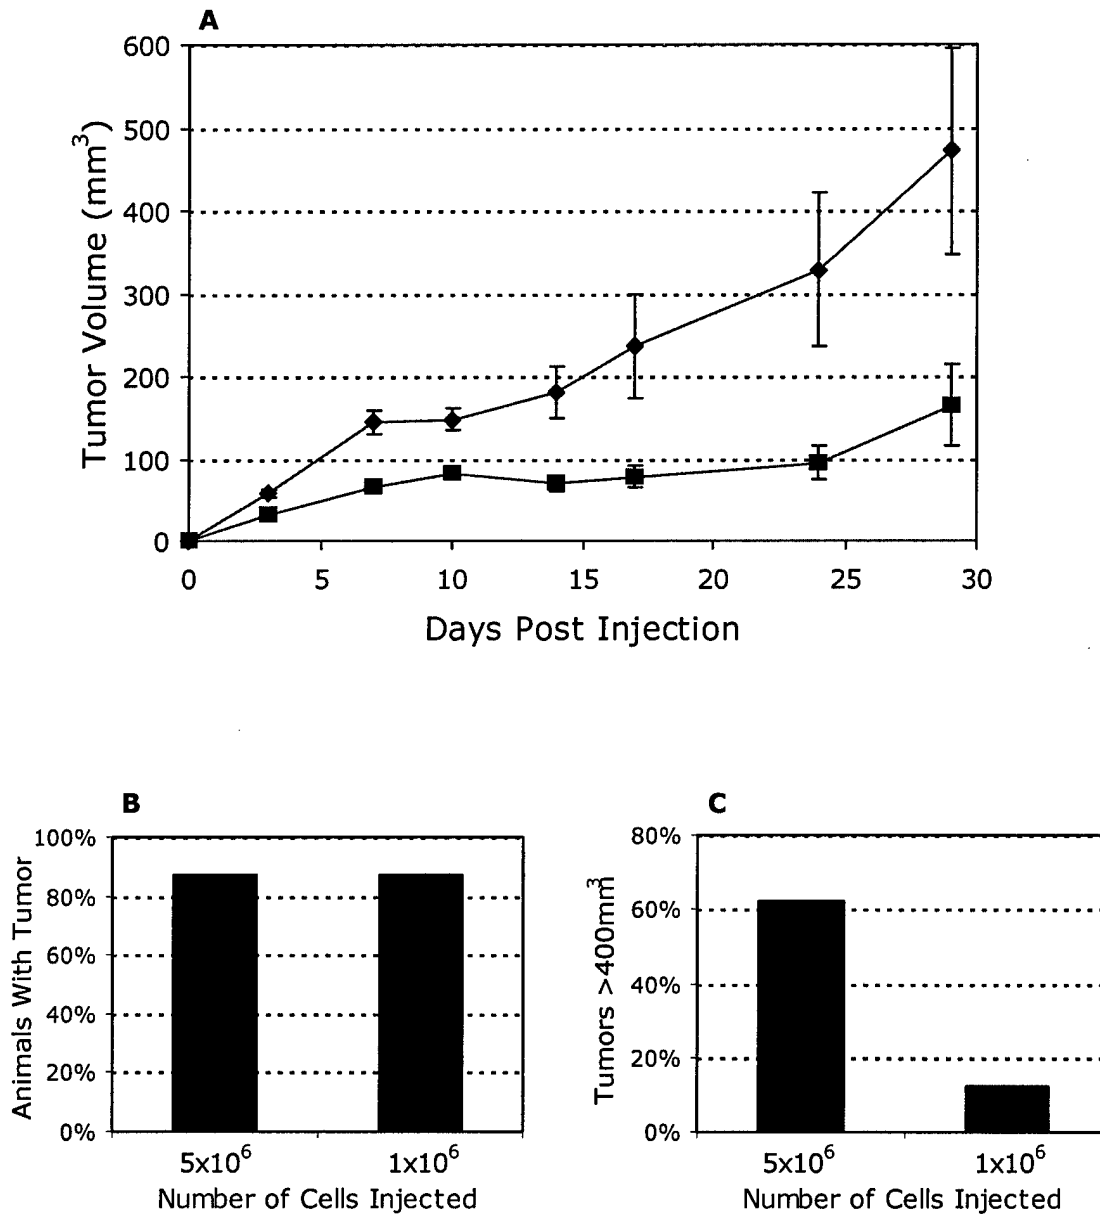 A
600
500
400
300
200
100
0
Tumor Volume (mm³)
0 5 10 15 20 25 30
Days Post Injection
B
100%
80%
60%
40%
20%
0%
Animals With Tumor
5x10⁶ 1x10⁶
Number of Cells Injected
C
80%
60%
40%
20%
0%
Tumors >400mm³
5x10⁶ 1x10⁶
Number of Cells Injected